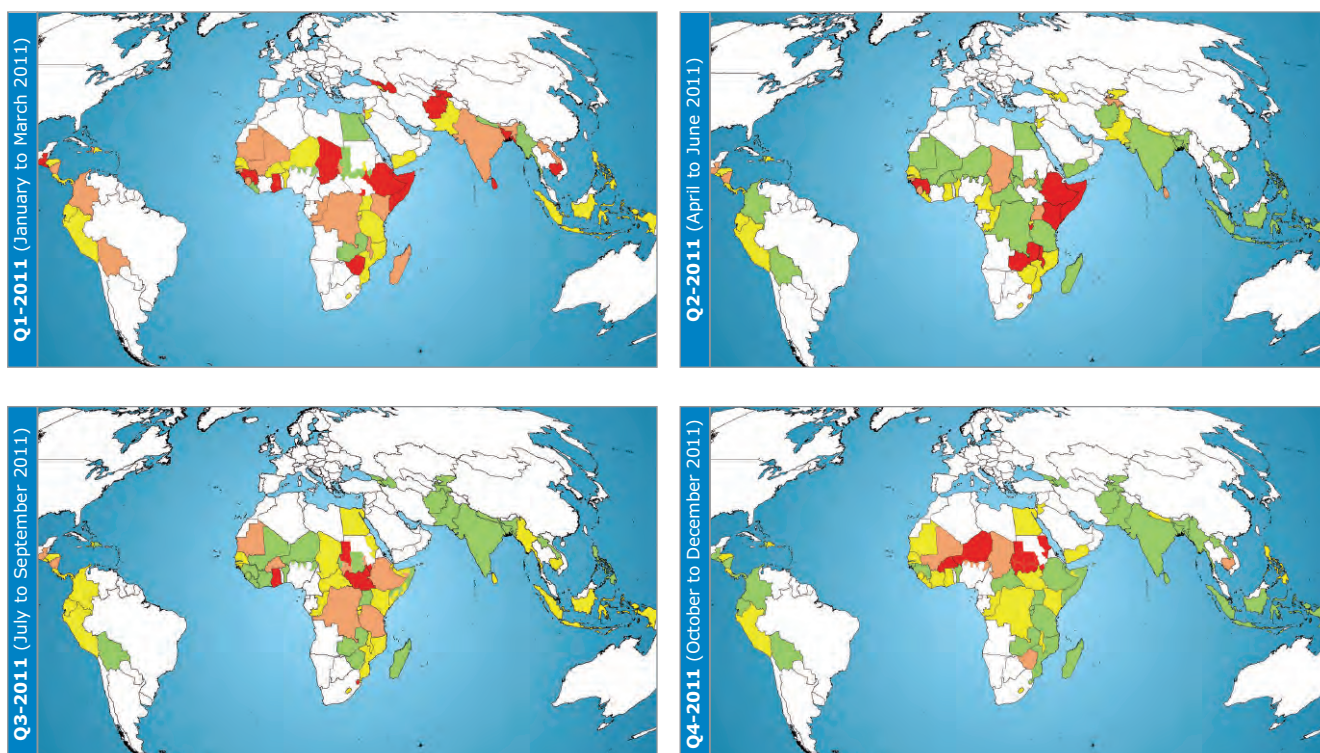 Q1-2011 (January to March 2011)
Q2-2011 (April to June 2011)
Q3-2011 (July to September 2011)
Q4-2011 (October to December 2011)